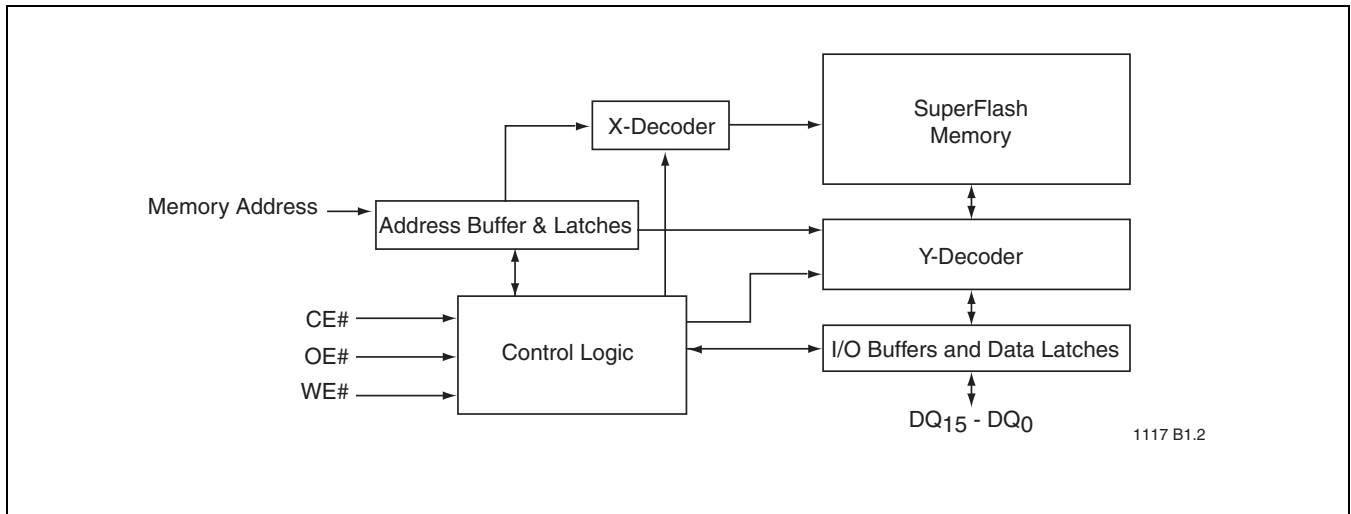 SuperFlash
Memory
X-Decoder
Memory Address
Address Buffer & Latches
Y-Decoder
CE#
OE#
WE#
Control Logic
I/O Buffers and Data Latches
DQ15 - DQ0
1117 B1.2